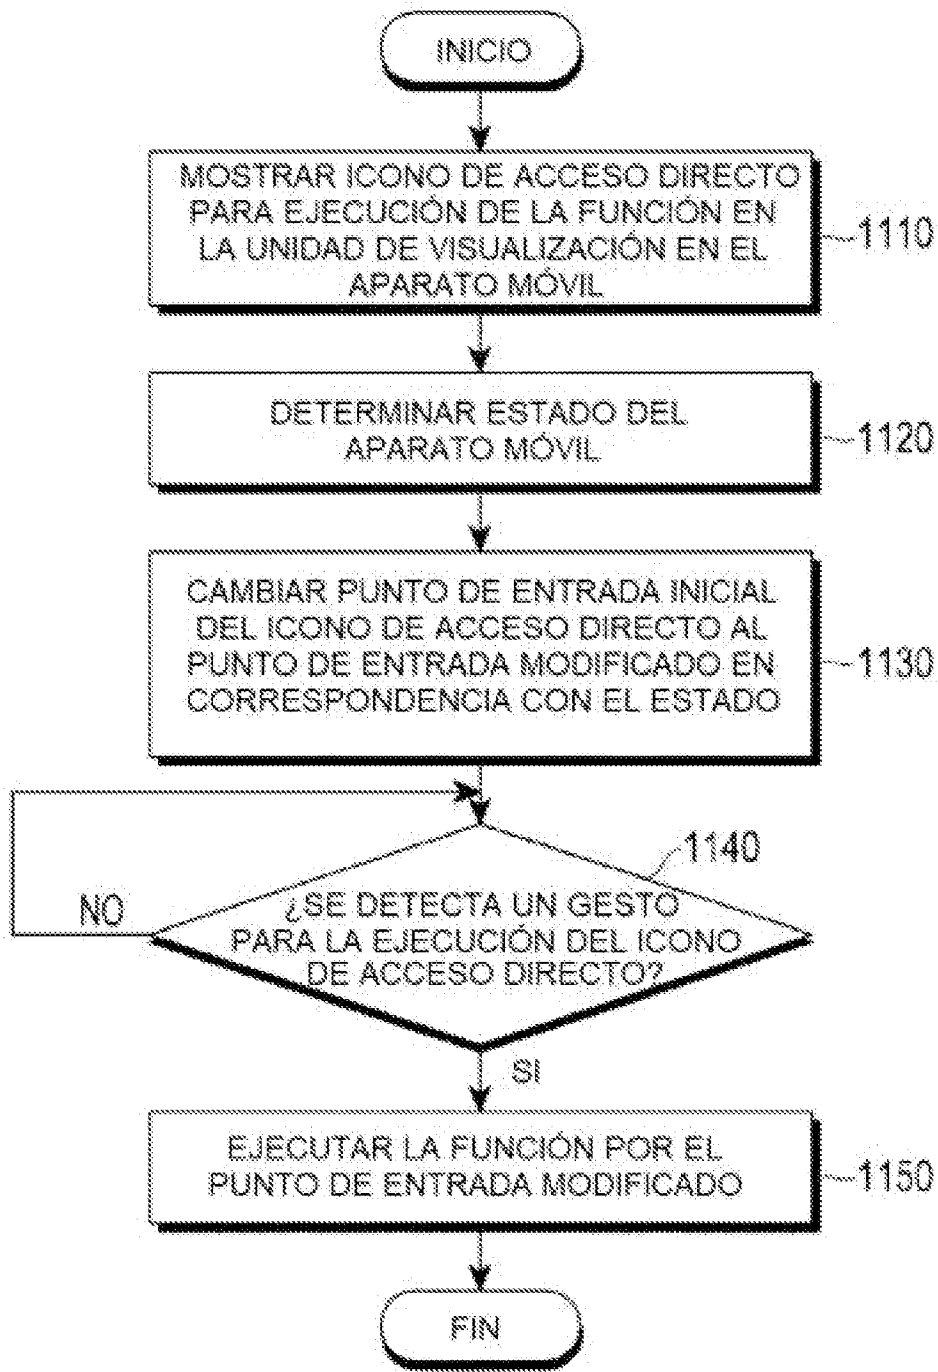 INICIO
MOSTRAR ICONO DE ACCESO DIRECTO
PARA EJECUCIÓN DE LA FUNCIÓN EN
LA UNIDAD DE VISUALIZACIÓN EN EL
APARATO MÓVIL
1110
DETERMINAR ESTADO DEL
APARATO MÓVIL
1120
CAMBIAR PUNTO DE ENTRADA INICIAL
DEL ICONO DE ACCESO DIRECTO AL
PUNTO DE ENTRADA MODIFICADO EN
CORRESPONDENCIA CON EL ESTADO
1130
1140
NO
¿SE DETECTA UN GESTO
PARA LA EJECUCIÓN DEL ICONO
DE ACCESO DIRECTO?
SI
EJECUTAR LA FUNCIÓN POR EL
PUNTO DE ENTRADA MODIFICADO
1150
FIN